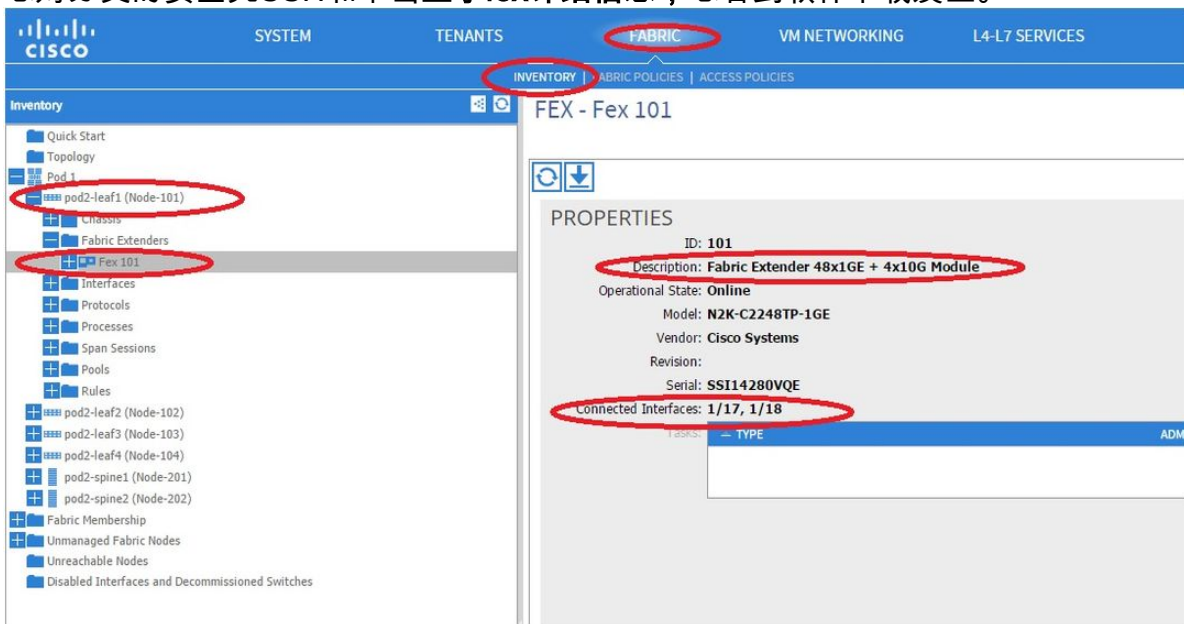 CISCO
SYSTEM
TENANTS
FABRIC
VM NETWORKING
L4-L7 SERVICES
INVENTORY | FABRIC POLICIES | ACCESS POLICIES
Inventory
Quick Start
Topology
Pod 1
pod2-leaf1 (Node-101)
Chassis
Fabric Extenders
Fex 101
Interfaces
Protocols
Processes
Span Sessions
Pools
Rules
pod2-leaf2 (Node-102)
pod2-leaf3 (Node-103)
pod2-leaf4 (Node-104)
pod2-spine1 (Node-201)
pod2-spine2 (Node-202)
Fabric Membership
Unmanaged Fabric Nodes
Unreachable Nodes
Disabled Interfaces and Decommissioned Switches
FEX - Fex 101
PROPERTIES
ID: 101
Description: Fabric Extender 48x1GE + 4x10G Module
Operational State: Online
Model: N2K-C2248TP-1GE
Vendor: Cisco Systems
Revision:
Serial: SSI14280VQE
Connected Interfaces: 1/17, 1/18
Tasks:
TYPE
ADM